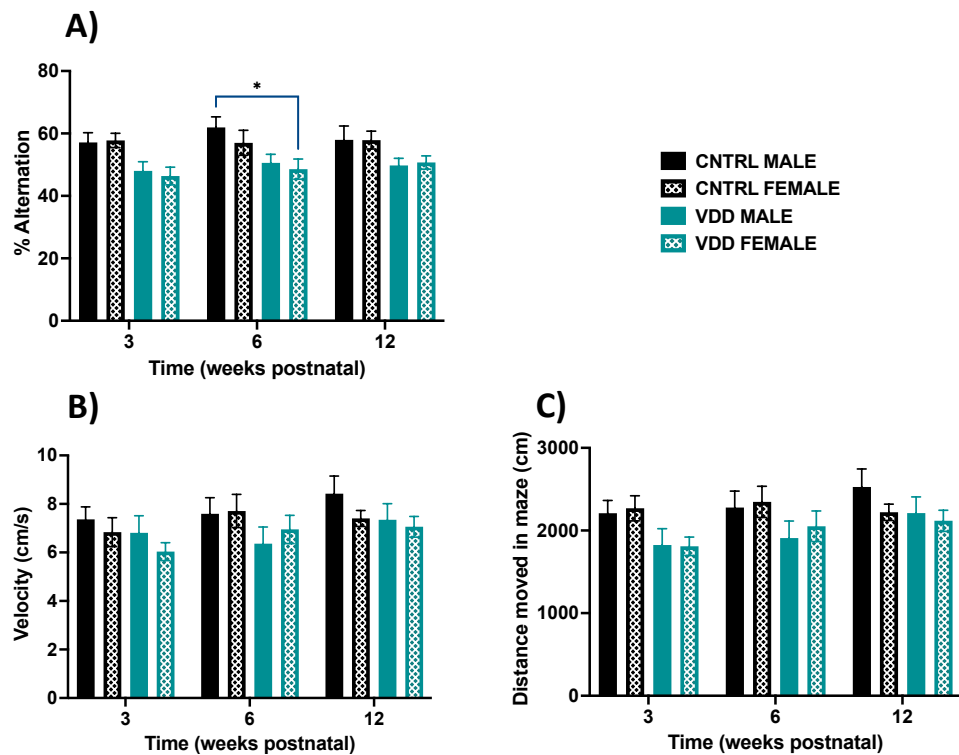 A)
80
60
40
20
0
% Alternation
*
3 6 12
Time (weeks postnatal)
CNTRL MALE
CNTRL FEMALE
VDD MALE
VDD FEMALE
B)
10
8
6
4
2
0
Velocity (cm/s)
3 6 12
Time (weeks postnatal)
C)
3000
2000
1000
0
Distance moved in maze (cm)
3 6 12
Time (weeks postnatal)